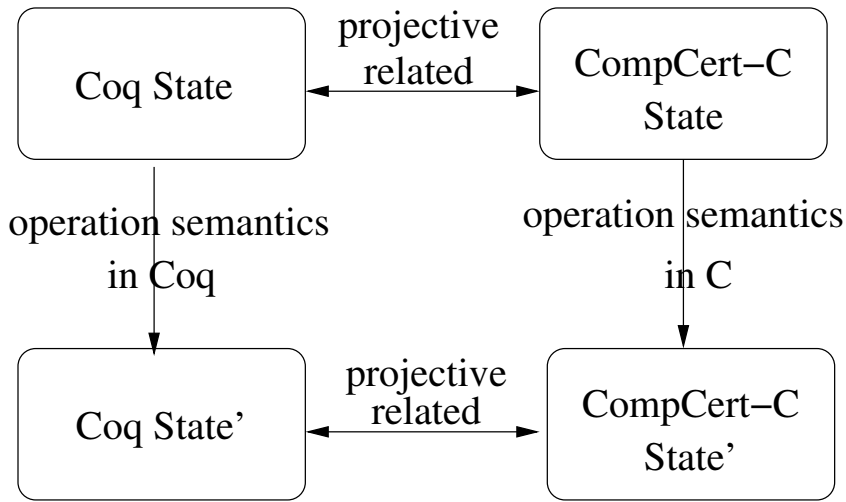 projective
related
Coq State
CompCert−C
State
operation semantics
in Coq
operation semantics
in C
projective
related
Coq State’
CompCert−C
State’